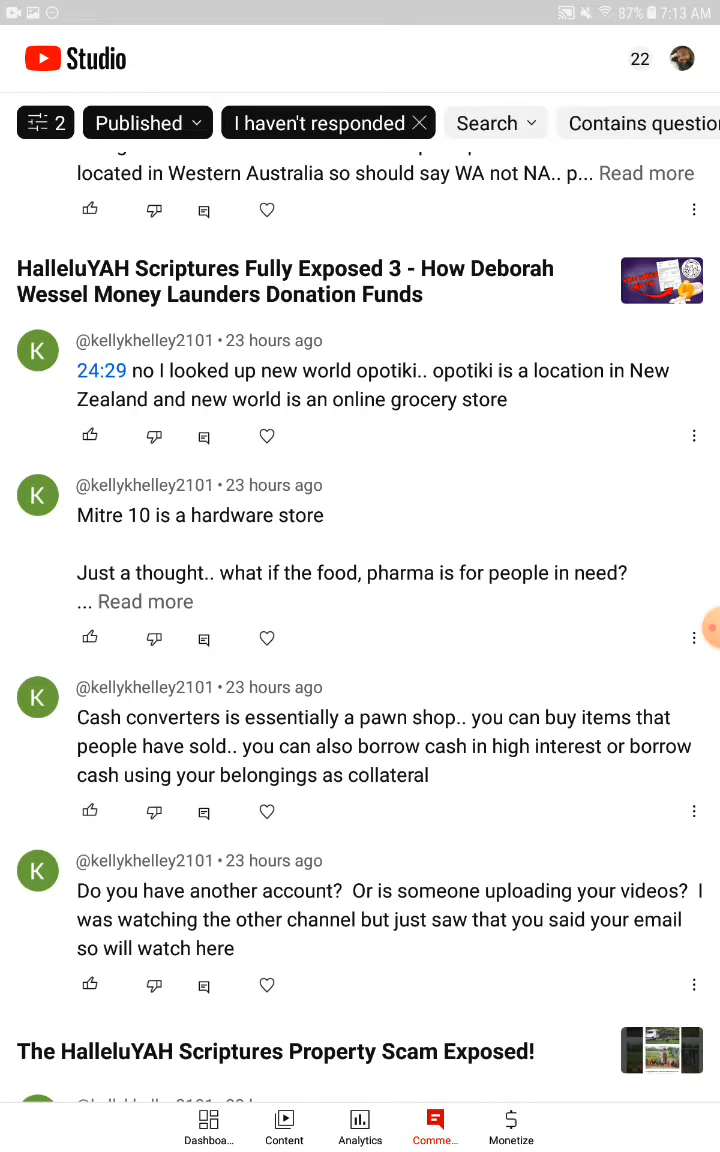 87% 7:13 AM
Studio
22
2
Published
I haven't responded
Search
Contains question
located in Western Australia so should say WA not NA.. p... Read more
HalleluYAH Scriptures Fully Exposed 3 - How Deborah
Wessel Money Launders Donation Funds
K
@kellykhelley2101 • 23 hours ago
24:29 no I looked up new world opotiki.. opotiki is a location in New
Zealand and new world is an online grocery store
K
@kellykhelley2101 • 23 hours ago
Mitre 10 is a hardware store
Just a thought.. what if the food, pharma is for people in need?
... Read more
K
@kellykhelley2101 • 23 hours ago
Cash converters is essentially a pawn shop.. you can buy items that
people have sold.. you can also borrow cash in high interest or borrow
cash using your belongings as collateral
K
@kellykhelley2101 • 23 hours ago
Do you have another account?  Or is someone uploading your videos?  I
was watching the other channel but just saw that you said your email
so will watch here
The HalleluYAH Scriptures Property Scam Exposed!
Dashboa...
Content
Analytics
Comme...
Monetize